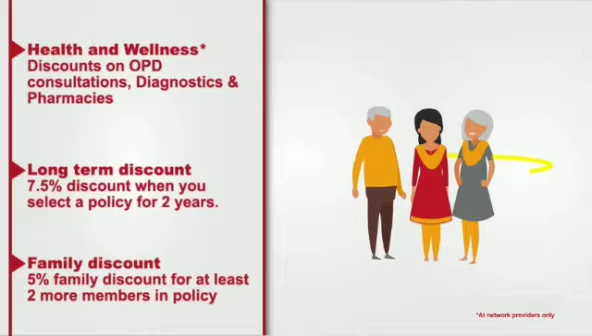 Health and Wellness*
Discounts on OPD
consultations, Diagnostics &
Pharmacies
Long term discount
7.5% discount when you
select a policy for 2 years.
Family discount
5% family discount for at least
2 more members in policy
*At network providers only